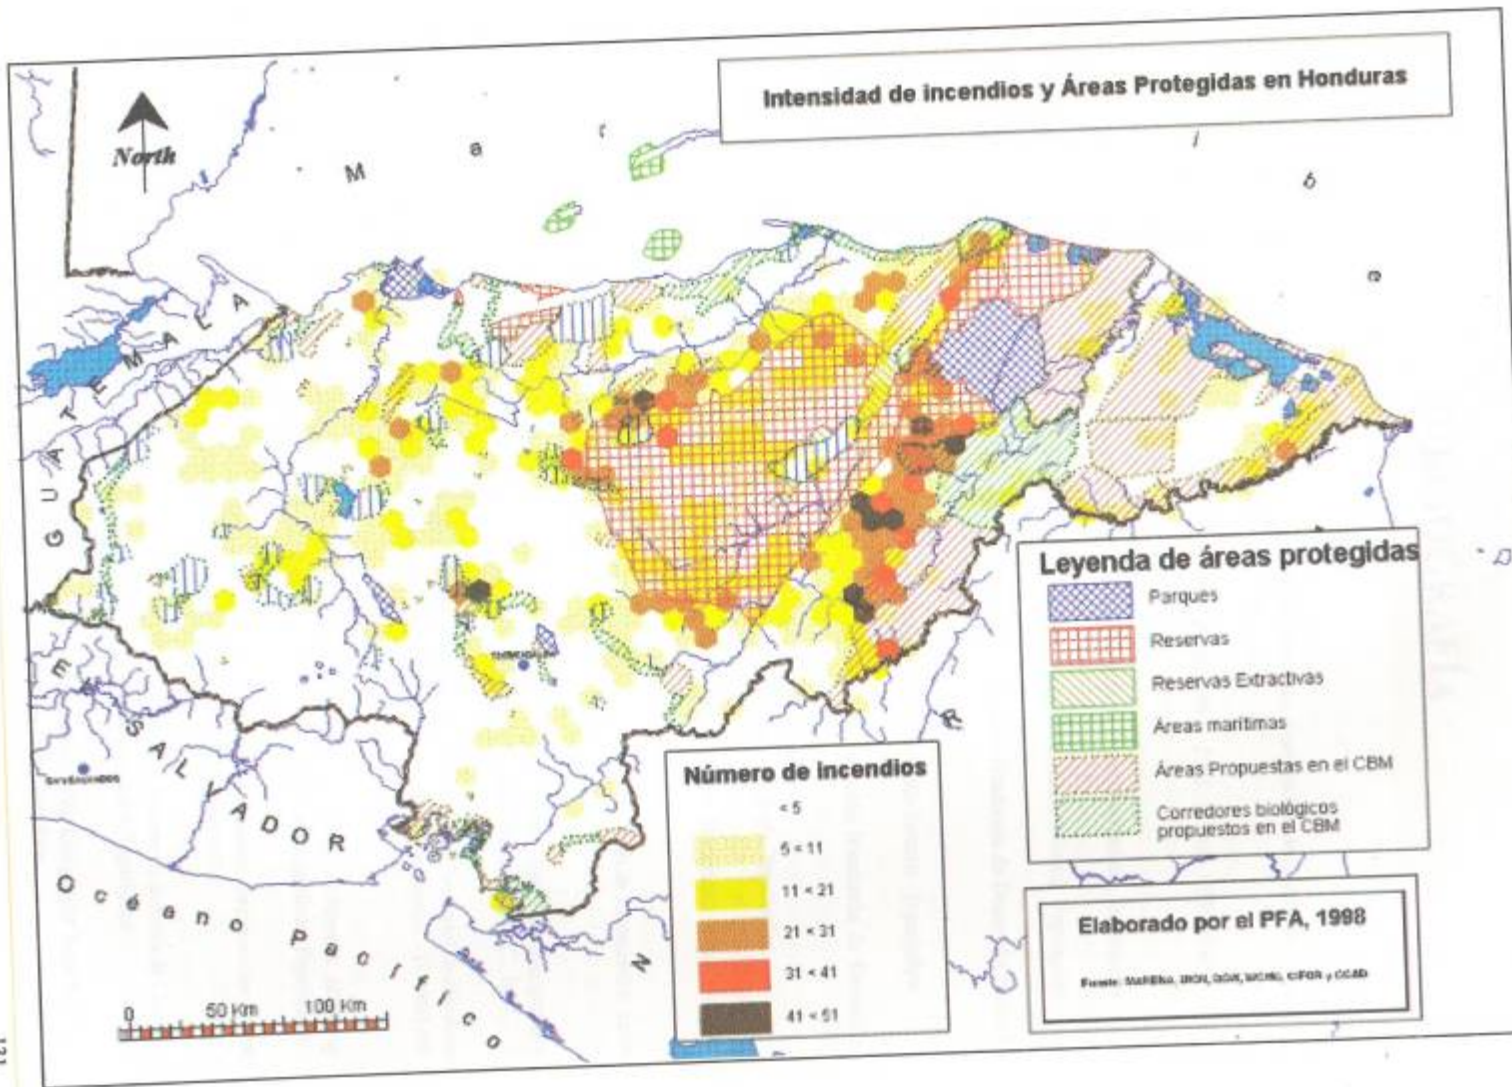 Intensidad de incendios y Áreas Protegidas en Honduras
North
M a r
i b e
GUATEMALA
EL SALVADOR
Océano Pacífico
N
R
Leyenda de áreas protegidas
Parques
Reservas
Reservas Extractivas
Áreas marítimas
Áreas Propuestas en el CBM
Corredores biológicos
propuestos en el CBM
Número de incendios
< 5
5 < 11
11 < 21
21 < 31
31 < 41
41 < 51
Elaborado por el PFA, 1998
0 50 Km 100 Km
131